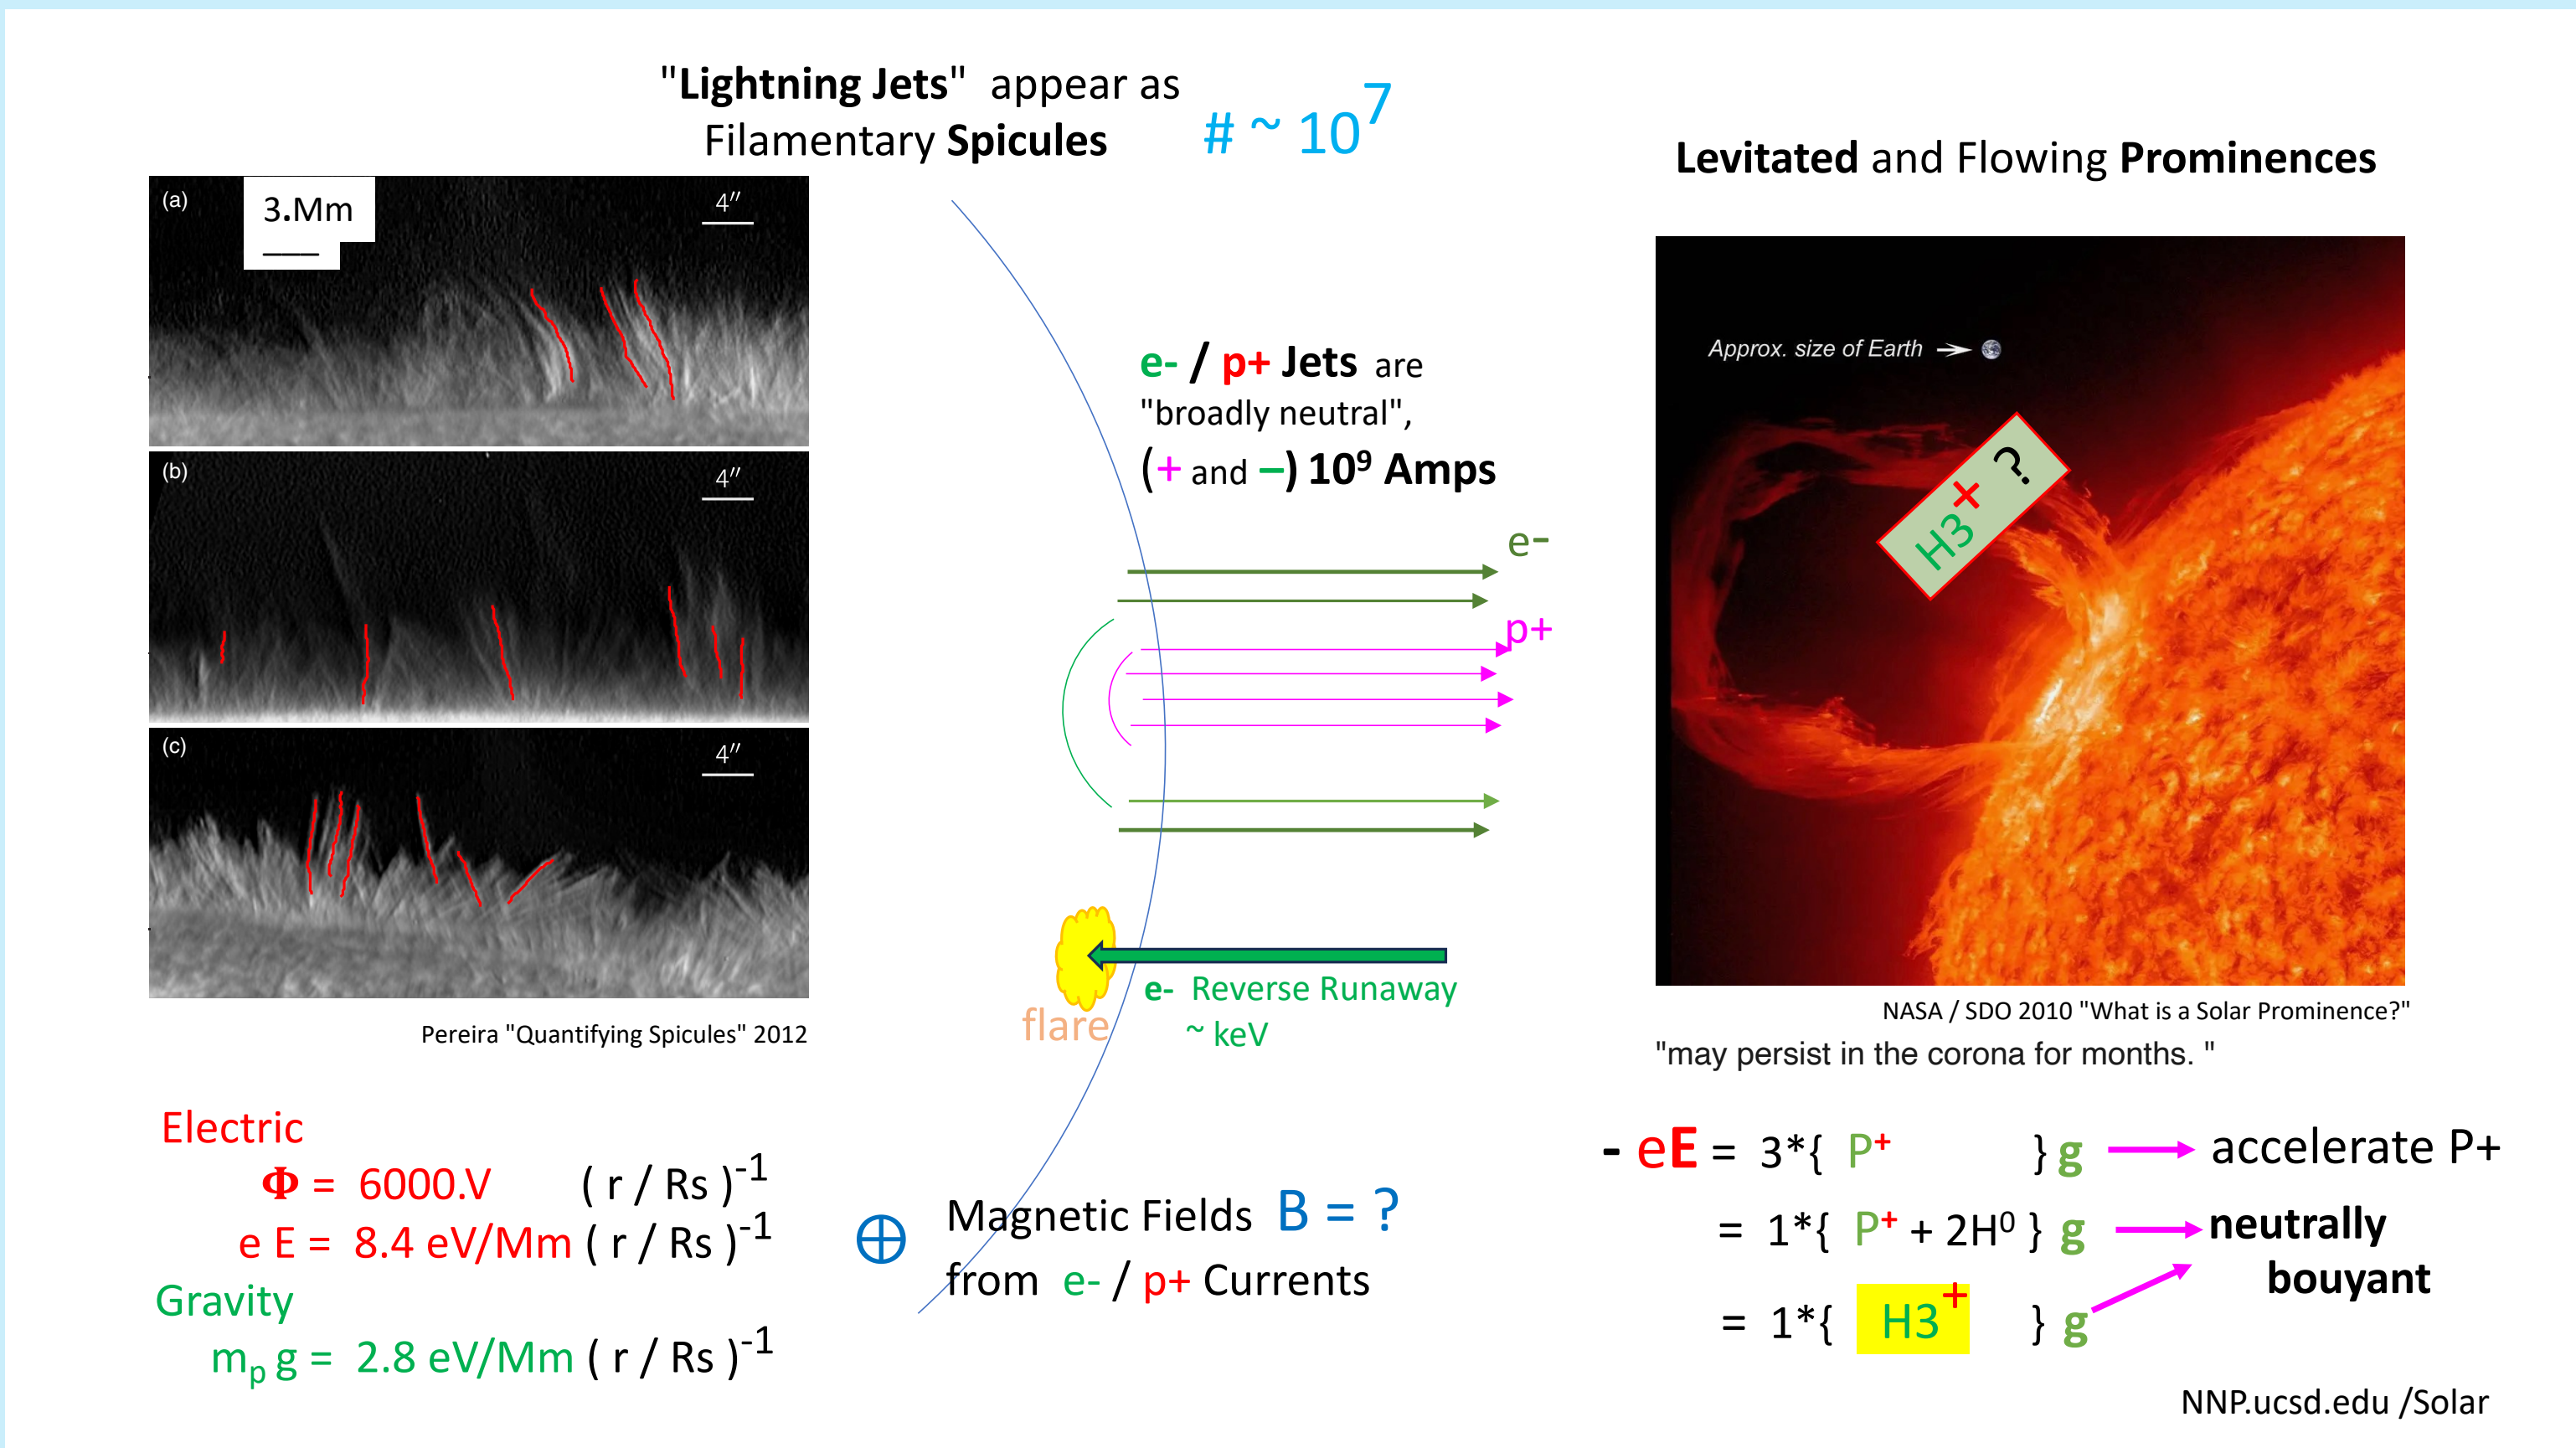 "Lightning Jets" appear as
Filamentary Spicules
# ~ 10⁷
Levitated and Flowing Prominences
(a)
3.Mm
4″
(b)
4″
(c)
4″
Pereira "Quantifying Spicules" 2012
e- / p+ Jets are
"broadly neutral",
(+ and –) 10⁹ Amps
e-
p+
e- Reverse Runaway
~ keV
flare
Approx. size of Earth
H3⁺ ?
NASA / SDO 2010 "What is a Solar Prominence?"
"may persist in the corona for months. "
Electric
Φ = 6000.V ( r / Rs )⁻¹
e E = 8.4 eV/Mm ( r / Rs )⁻¹
Gravity
mₚ g = 2.8 eV/Mm ( r / Rs )⁻¹
⊕ Magnetic Fields B = ?
from e- / p+ Currents
- eE = 3*{ P⁺ } g accelerate P+
= 1*{ P⁺ + 2H⁰ } g neutrally
bouyant
= 1*{ H3⁺ } g
NNP.ucsd.edu /Solar